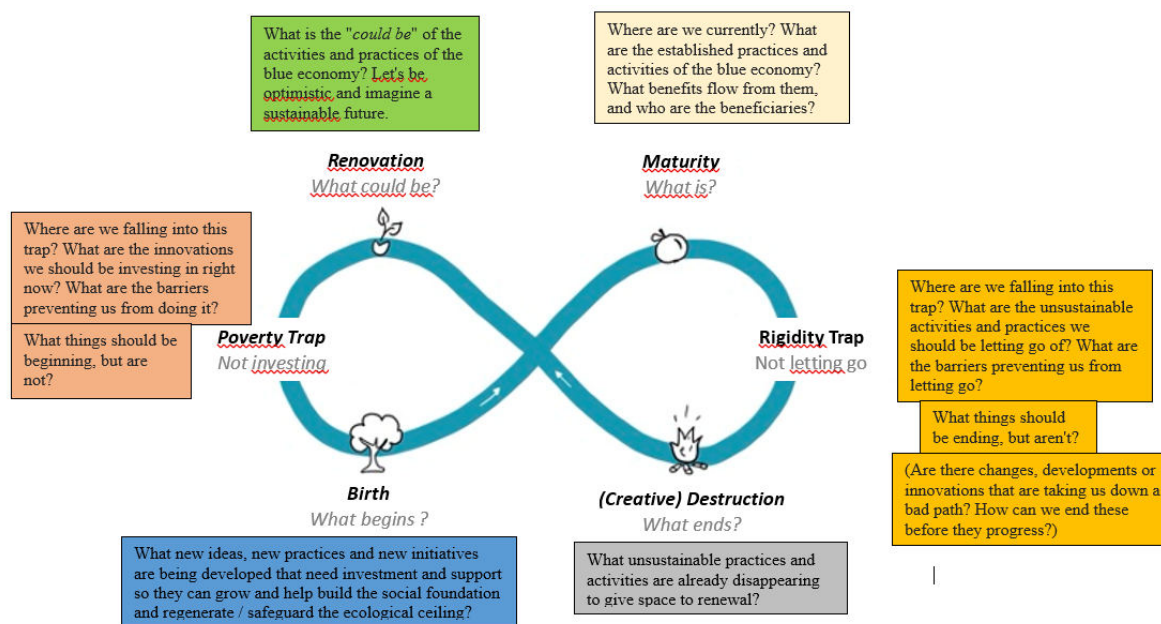 What is the "could be" of the
activities and practices of the
blue economy? Let's be
optimistic and imagine a
sustainable future.
Where are we currently? What
are the established practices and
activities of the blue economy?
What benefits flow from them,
and who are the beneficiaries?
Renovation
What could be?
Maturity
What is?
Where are we falling into this
trap? What are the innovations
we should be investing in right
now? What are the barriers
preventing us from doing it?
What things should be
beginning, but are
not?
Poverty Trap
Not investing
Rigidity Trap
Not letting go
Where are we falling into this
trap? What are the unsustainable
activities and practices we
should be letting go of? What are
the barriers preventing us from
letting go?
What things should
be ending, but aren't?
(Are there changes, developments or
innovations that are taking us down a
bad path? How can we end these
before they progress?)
Birth
What begins ?
(Creative) Destruction
What ends?
What new ideas, new practices and new initiatives
are being developed that need investment and support
so they can grow and help build the social foundation
and regenerate / safeguard the ecological ceiling?
What unsustainable practices and
activities are already disappearing
to give space to renewal?